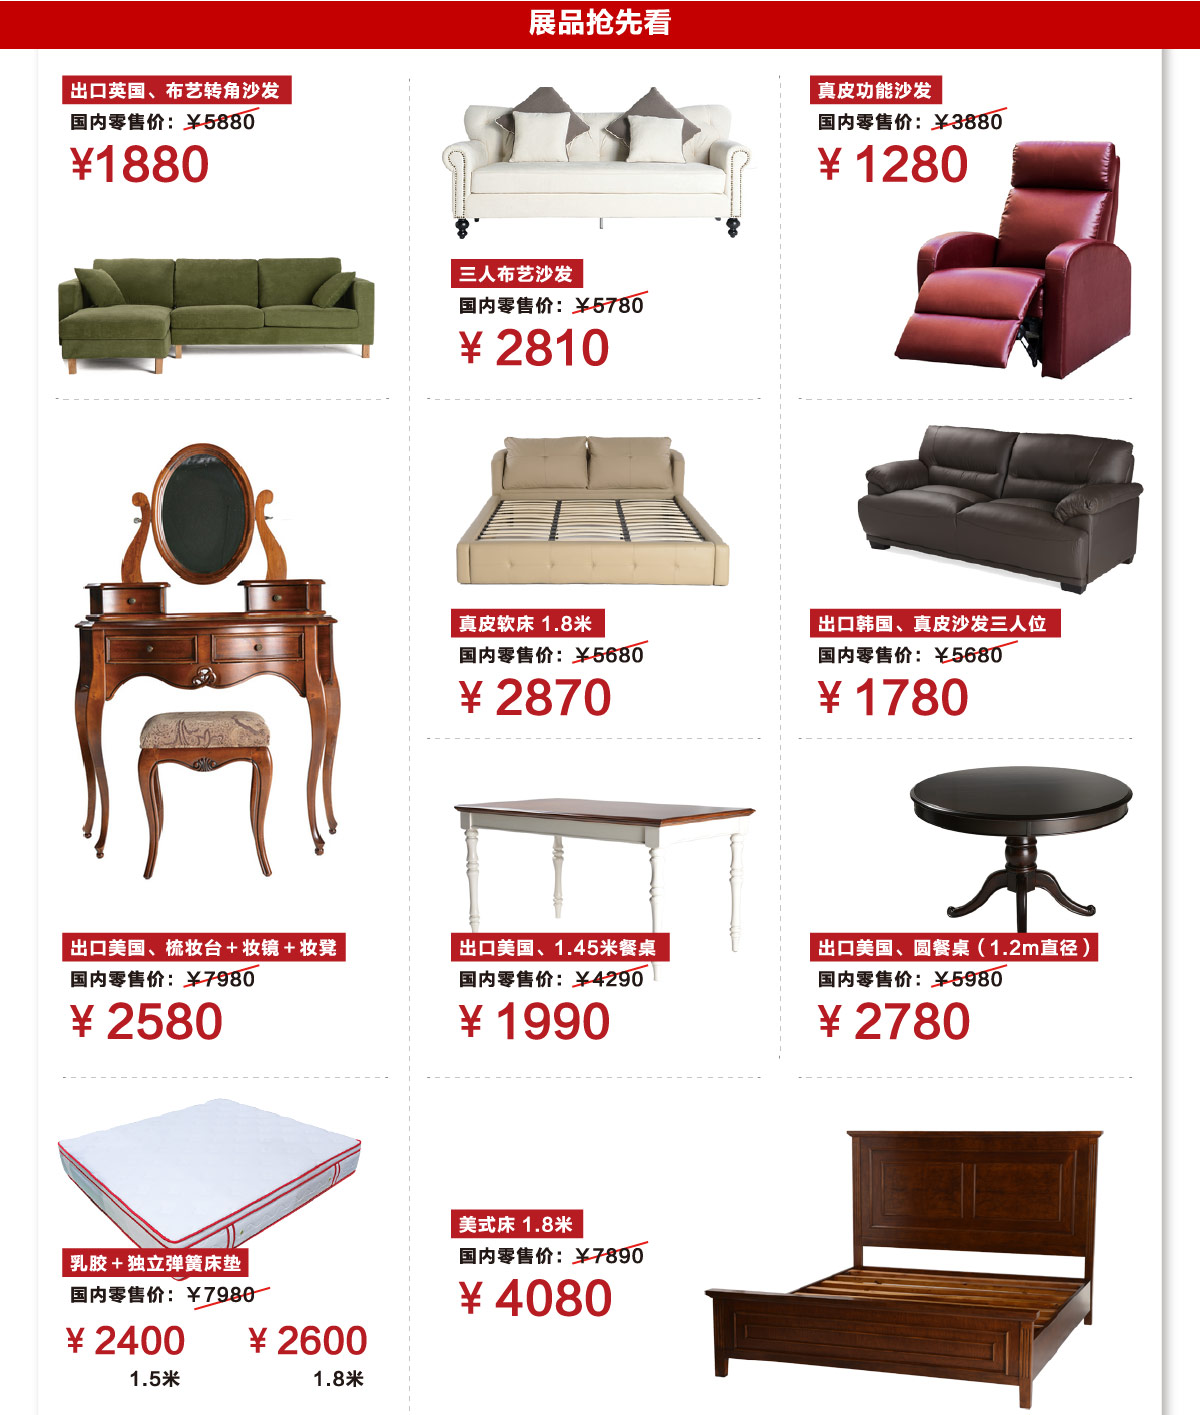 展品抢先看
出口英国、布艺转角沙发
国内零售价：￥5880
¥1880
三人布艺沙发
国内零售价：￥5780
¥ 2810
真皮功能沙发
国内零售价：￥3880
¥ 1280
出口美国、梳妆台＋妆镜＋妆凳
国内零售价：￥7980
¥ 2580
真皮软床 1.8米
国内零售价：￥5680
¥ 2870
出口韩国、真皮沙发三人位
国内零售价：￥5680
¥ 1780
出口美国、1.45米餐桌
国内零售价：￥4290
¥ 1990
出口美国、圆餐桌（1.2m直径）
国内零售价：￥5980
¥ 2780
乳胶＋独立弹簧床垫
国内零售价：￥7980
¥ 2400 ¥ 2600
1.5米 1.8米
美式床 1.8米
国内零售价：￥7890
¥ 4080